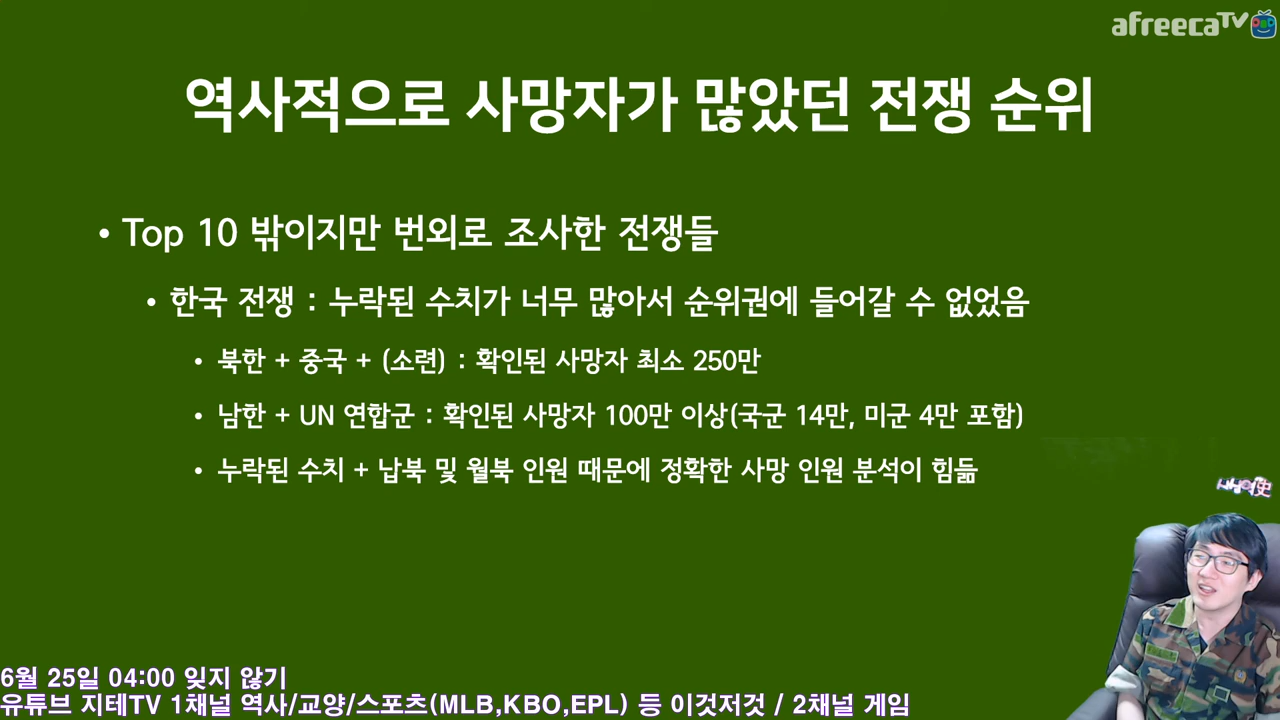 afreecaTV
역사적으로 사망자가 많았던 전쟁 순위
• Top 10 밖이지만 번외로 조사한 전쟁들
• 한국 전쟁 : 누락된 수치가 너무 많아서 순위권에 들어갈 수 없었음
• 북한 + 중국 + (소련) : 확인된 사망자 최소 250만
• 남한 + UN 연합군 : 확인된 사망자 100만 이상(국군 14만, 미군 4만 포함)
• 누락된 수치 + 납북 및 월북 인원 때문에 정확한 사망 인원 분석이 힘듦
6월 25일 04:00 잊지 않기
유튜브 지테TV 1채널 역사/교양/스포츠(MLB,KBO,EPL) 등 이것저것 / 2채널 게임